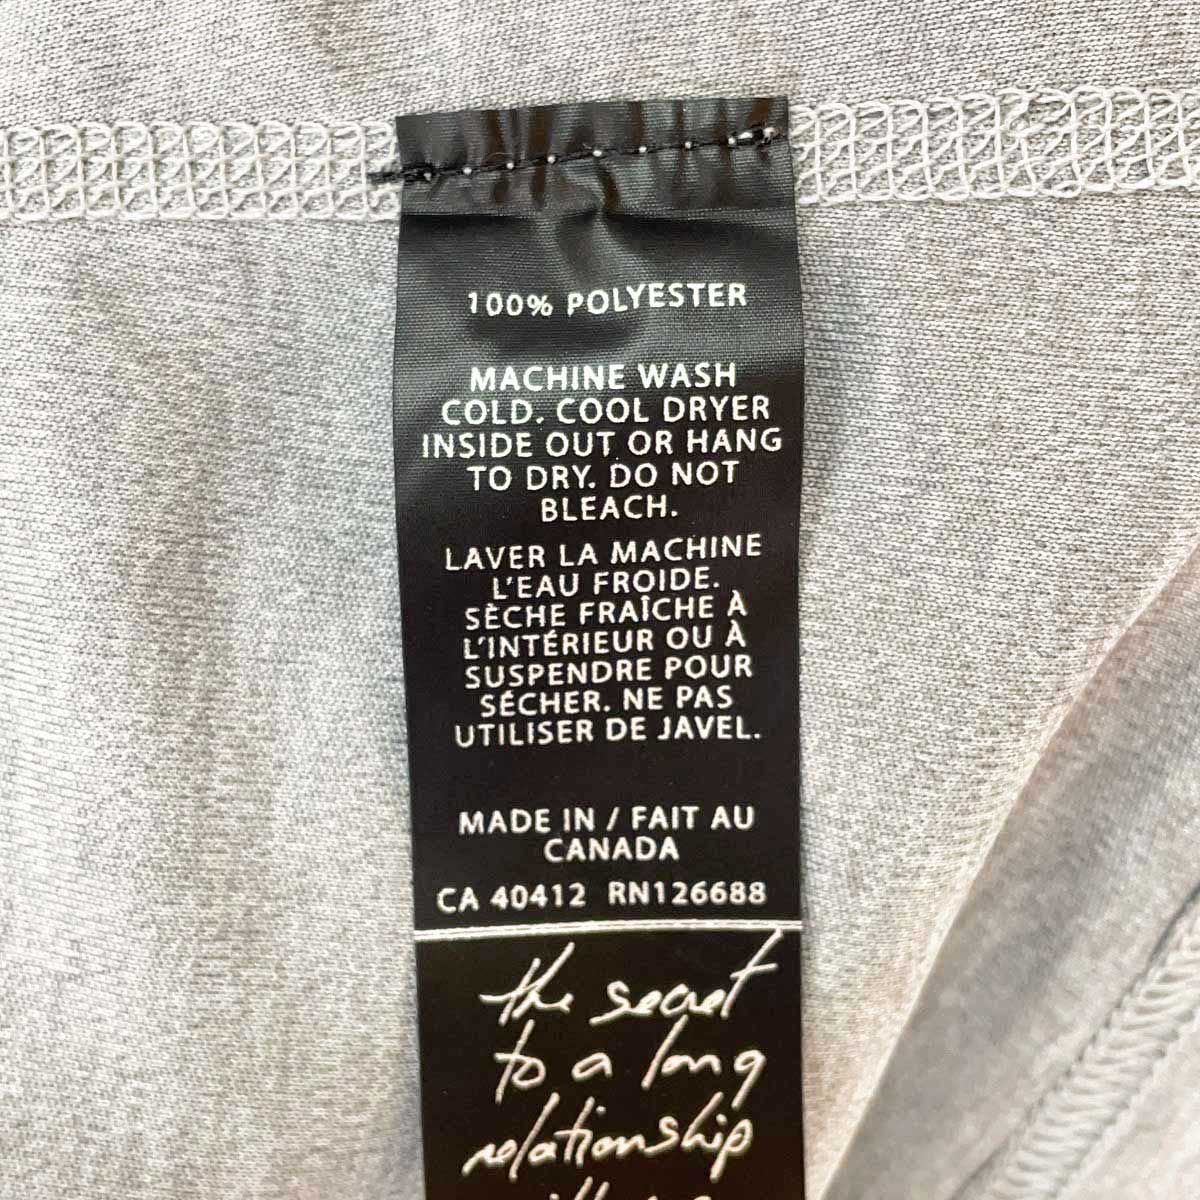 100% POLYESTER
MACHINE WASH
COLD. COOL DRYER
INSIDE OUT OR HANG
TO DRY. DO NOT
BLEACH.
LAVER LA MACHINE
L'EAU FROIDE.
SÈCHE FRAÎCHE À
L'INTÉRIEUR OU À
SUSPENDRE POUR
SÉCHER. NE PAS
UTILISER DE JAVEL.
MADE IN / FAIT AU
CANADA
CA 40412 RN126688
the secret
to a long
relationship